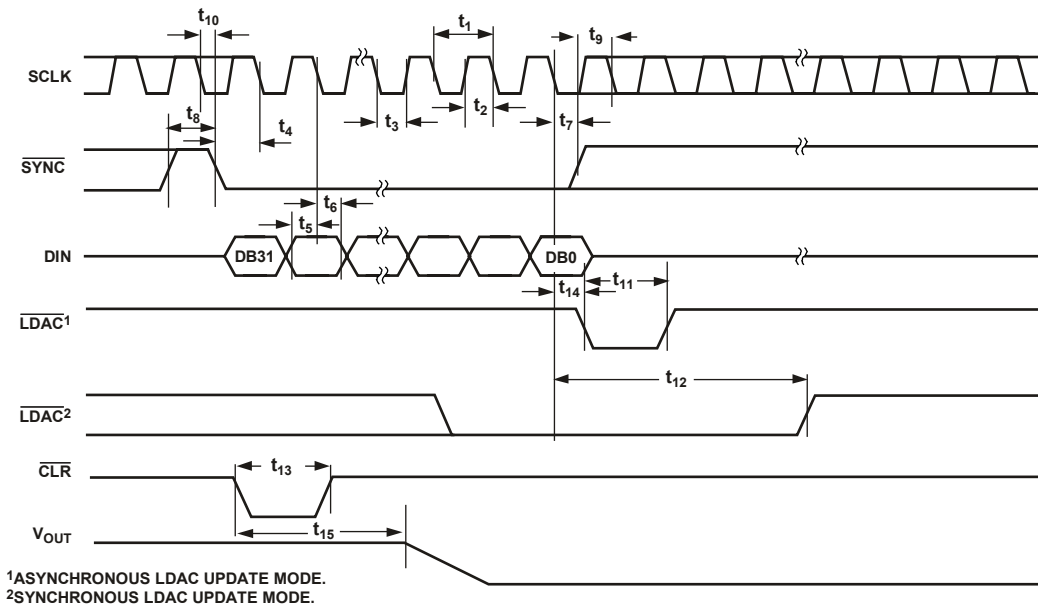 t10
t1
t9
SCLK
t8
t4
t3
t2
t7
SYNC
t6
t5
DIN
DB31
DB0
t14
t11
LDAC1
t12
LDAC2
CLR
t13
t15
VOUT
1ASYNCHRONOUS LDAC UPDATE MODE.
2SYNCHRONOUS LDAC UPDATE MODE.